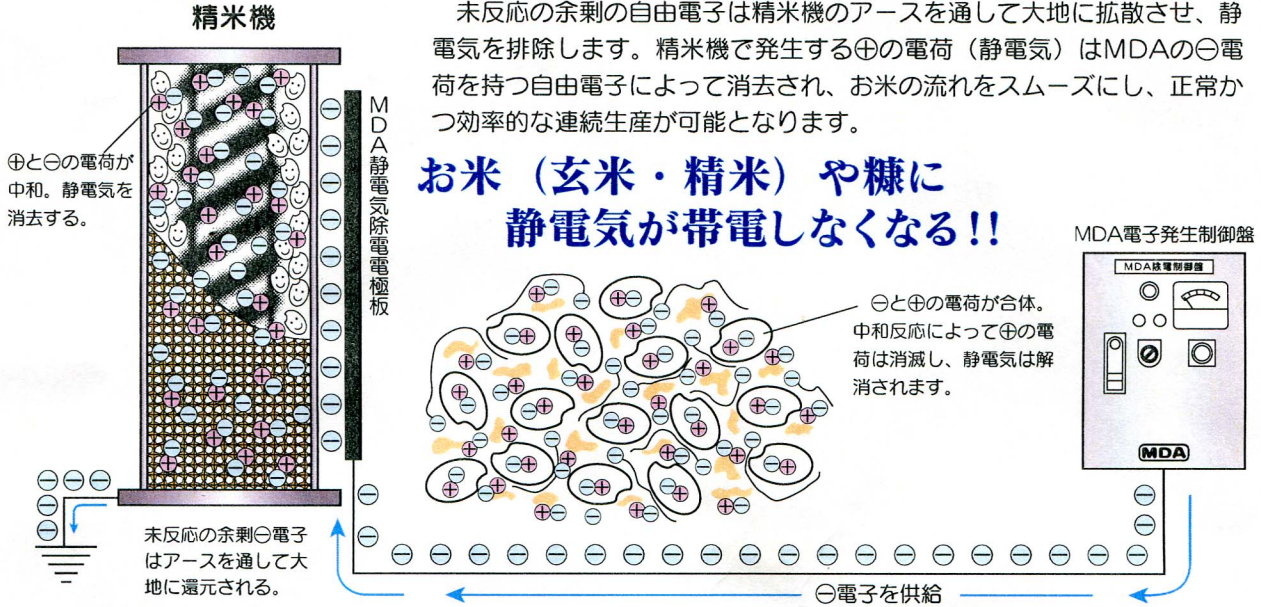 精米機
未反応の余剰の自由電子は精米機のアースを通して大地に拡散させ、静
電気を排除します。精米機で発生する⊕の電荷（静電気）はMDAの⊖電
荷を持つ自由電子によって消去され、お米の流れをスムーズにし、正常か
つ効率的な連続生産が可能となります。
お米（玄米・精米）や糠に
静電気が帯電しなくなる!!
⊕と⊖の電荷が
中和。静電気を
消去する。
MDA静電気除電電極板
⊖と⊕の電荷が合体。
中和反応によって⊕の電
荷は消滅し、静電気は解
消されます。
MDA電子発生制御盤
MDA除電制御盤
MDA
未反応の余剰⊖電子
はアースを通して大
地に還元される。
⊖電子を供給